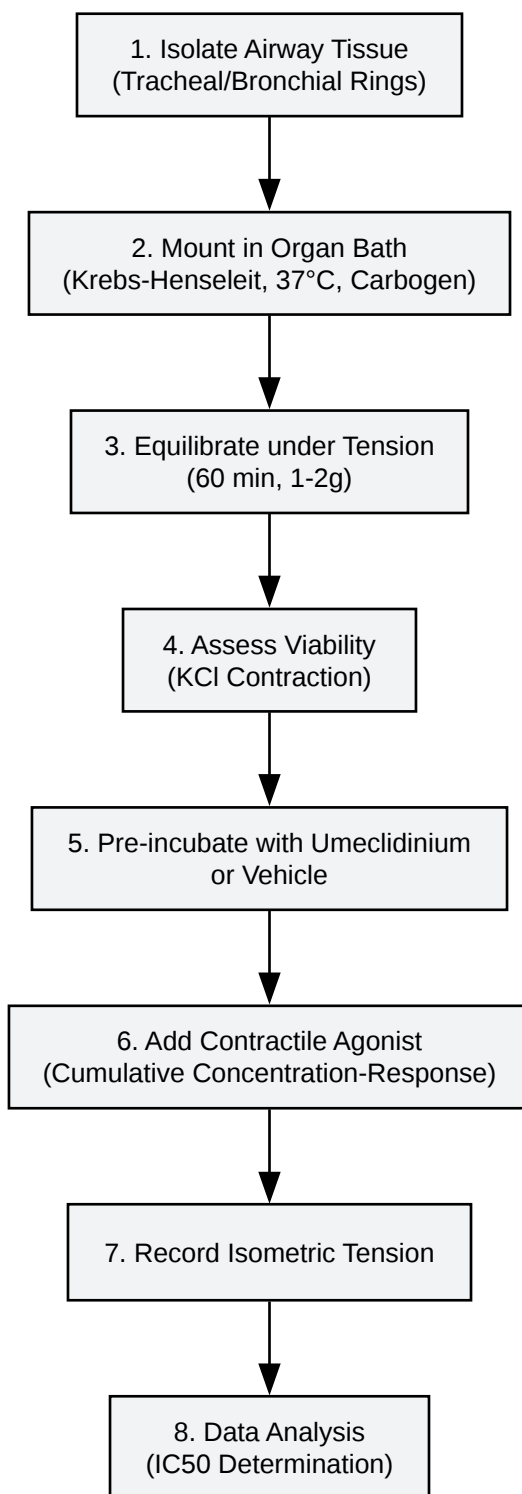 1. Isolate Airway Tissue
(Tracheal/Bronchial Rings)
2. Mount in Organ Bath
(Krebs-Henseleit, 37°C, Carbogen)
3. Equilibrate under Tension
(60 min, 1-2g)
4. Assess Viability
(KCl Contraction)
5. Pre-incubate with Umeclidinium
or Vehicle
6. Add Contractile Agonist
(Cumulative Concentration-Response)
7. Record Isometric Tension
8. Data Analysis
(IC50 Determination)